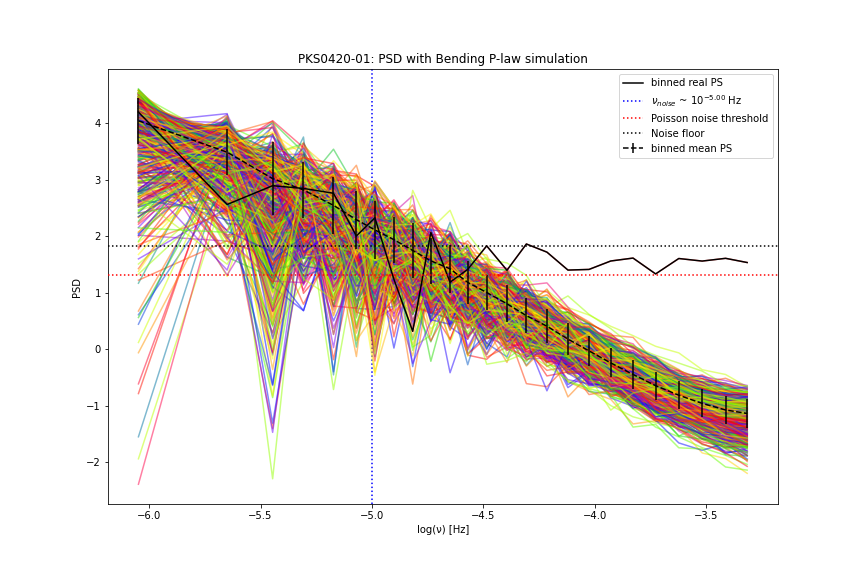 PKS0420-01: PSD with Bending P-law simulation
binned real PS
ν_noise ~ 10^−5.00 Hz
Poisson noise threshold
Noise floor
binned mean PS
PSD
4
3
2
1
0
−1
−2
−6.0 −5.5 −5.0 −4.5 −4.0 −3.5
log(ν) [Hz]